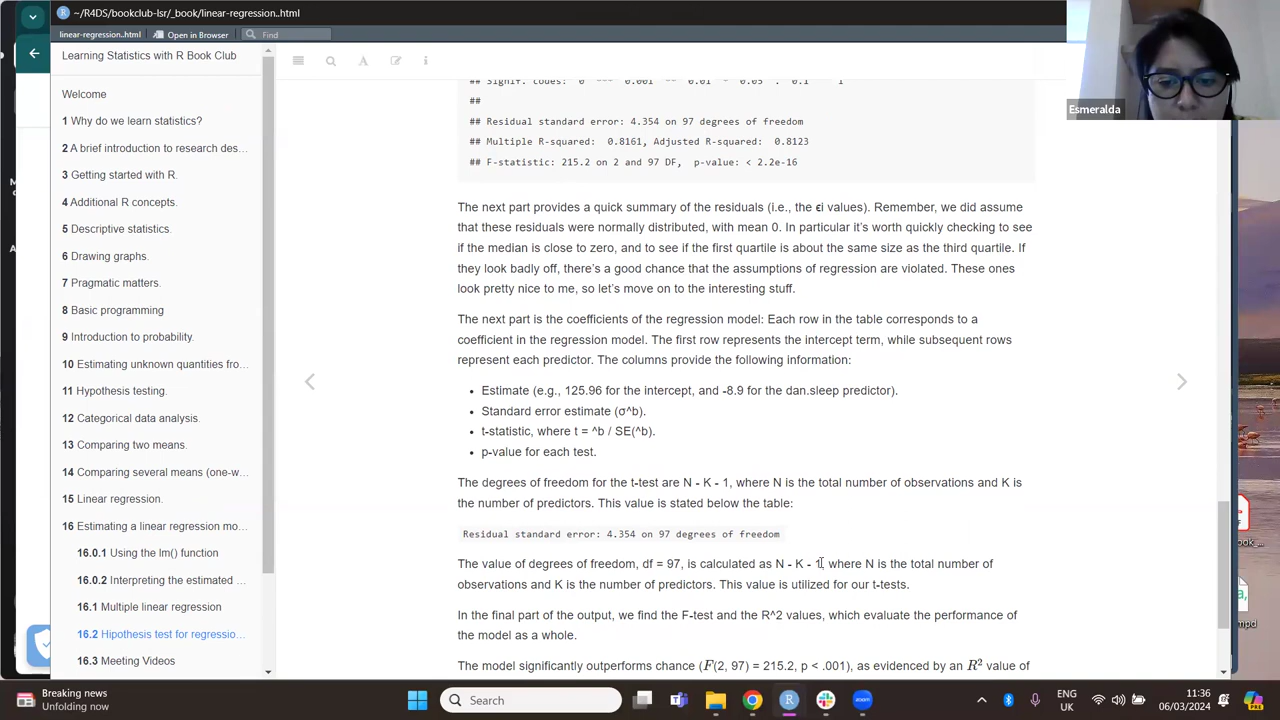 ~/R4DS/bookclub-lsr/_book/linear-regression..html
linear-regression..html
Open in Browser
Find
Learning Statistics with R Book Club
Welcome
1 Why do we learn statistics?
2 A brief introduction to research des…
3 Getting started with R.
4 Additional R concepts.
5 Descriptive statistics.
6 Drawing graphs.
7 Pragmatic matters.
8 Basic programming
9 Introduction to probability.
10 Estimating unknown quantities fro…
11 Hypothesis testing.
12 Categorical data analysis.
13 Comparing two means.
14 Comparing several means (one-w…
15 Linear regression.
16 Estimating a linear regression mo…
16.0.1 Using the lm() function
16.0.2 Interpreting the estimated …
16.1 Multiple linear regression
16.2 Hipothesis test for regressio…
16.3 Meeting Videos
##
## Residual standard error: 4.354 on 97 degrees of freedom
## Multiple R-squared: 0.8161, Adjusted R-squared: 0.8123
## F-statistic: 215.2 on 2 and 97 DF, p-value: < 2.2e-16
The next part provides a quick summary of the residuals (i.e., the ϵi values). Remember, we did assume
that these residuals were normally distributed, with mean 0. In particular it's worth quickly checking to see
if the median is close to zero, and to see if the first quartile is about the same size as the third quartile. If
they look badly off, there's a good chance that the assumptions of regression are violated. These ones
look pretty nice to me, so let's move on to the interesting stuff.
The next part is the coefficients of the regression model: Each row in the table corresponds to a
coefficient in the regression model. The first row represents the intercept term, while subsequent rows
represent each predictor. The columns provide the following information:
• Estimate (e.g., 125.96 for the intercept, and -8.9 for the dan.sleep predictor).
• Standard error estimate (σ^b).
• t-statistic, where t = ^b / SE(^b).
• p-value for each test.
The degrees of freedom for the t-test are N - K - 1, where N is the total number of observations and K is
the number of predictors. This value is stated below the table:
Residual standard error: 4.354 on 97 degrees of freedom
The value of degrees of freedom, df = 97, is calculated as N - K - 1, where N is the total number of
observations and K is the number of predictors. This value is utilized for our t-tests.
In the final part of the output, we find the F-test and the R^2 values, which evaluate the performance of
the model as a whole.
The model significantly outperforms chance (F(2, 97) = 215.2, p < .001), as evidenced by an R² value of
Esmeralda
Breaking news
Unfolding now
Search
ENG
UK
11:36
06/03/2024